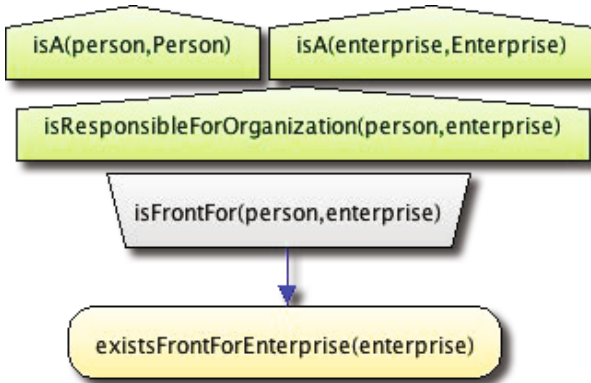 isA(person,Person)
isA(enterprise,Enterprise)
isResponsibleForOrganization(person,enterprise)
isFrontFor(person,enterprise)
existsFrontForEnterprise(enterprise)